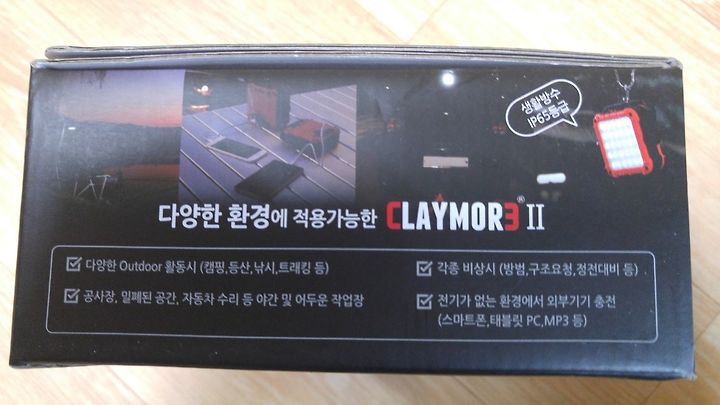 생활방수
IP65등급
다양한 환경에 적용가능한 CLAYMORE® II
다양한 Outdoor 활동시 (캠핑,등산,낚시,트래킹 등)
각종 비상시 (방범,구조요청,정전대비 등)
공사장, 밀폐된 공간, 자동차 수리 등 야간 및 어두운 작업장
전기가 없는 환경에서 외부기기 충전
(스마트폰,태블릿 PC,MP3 등)